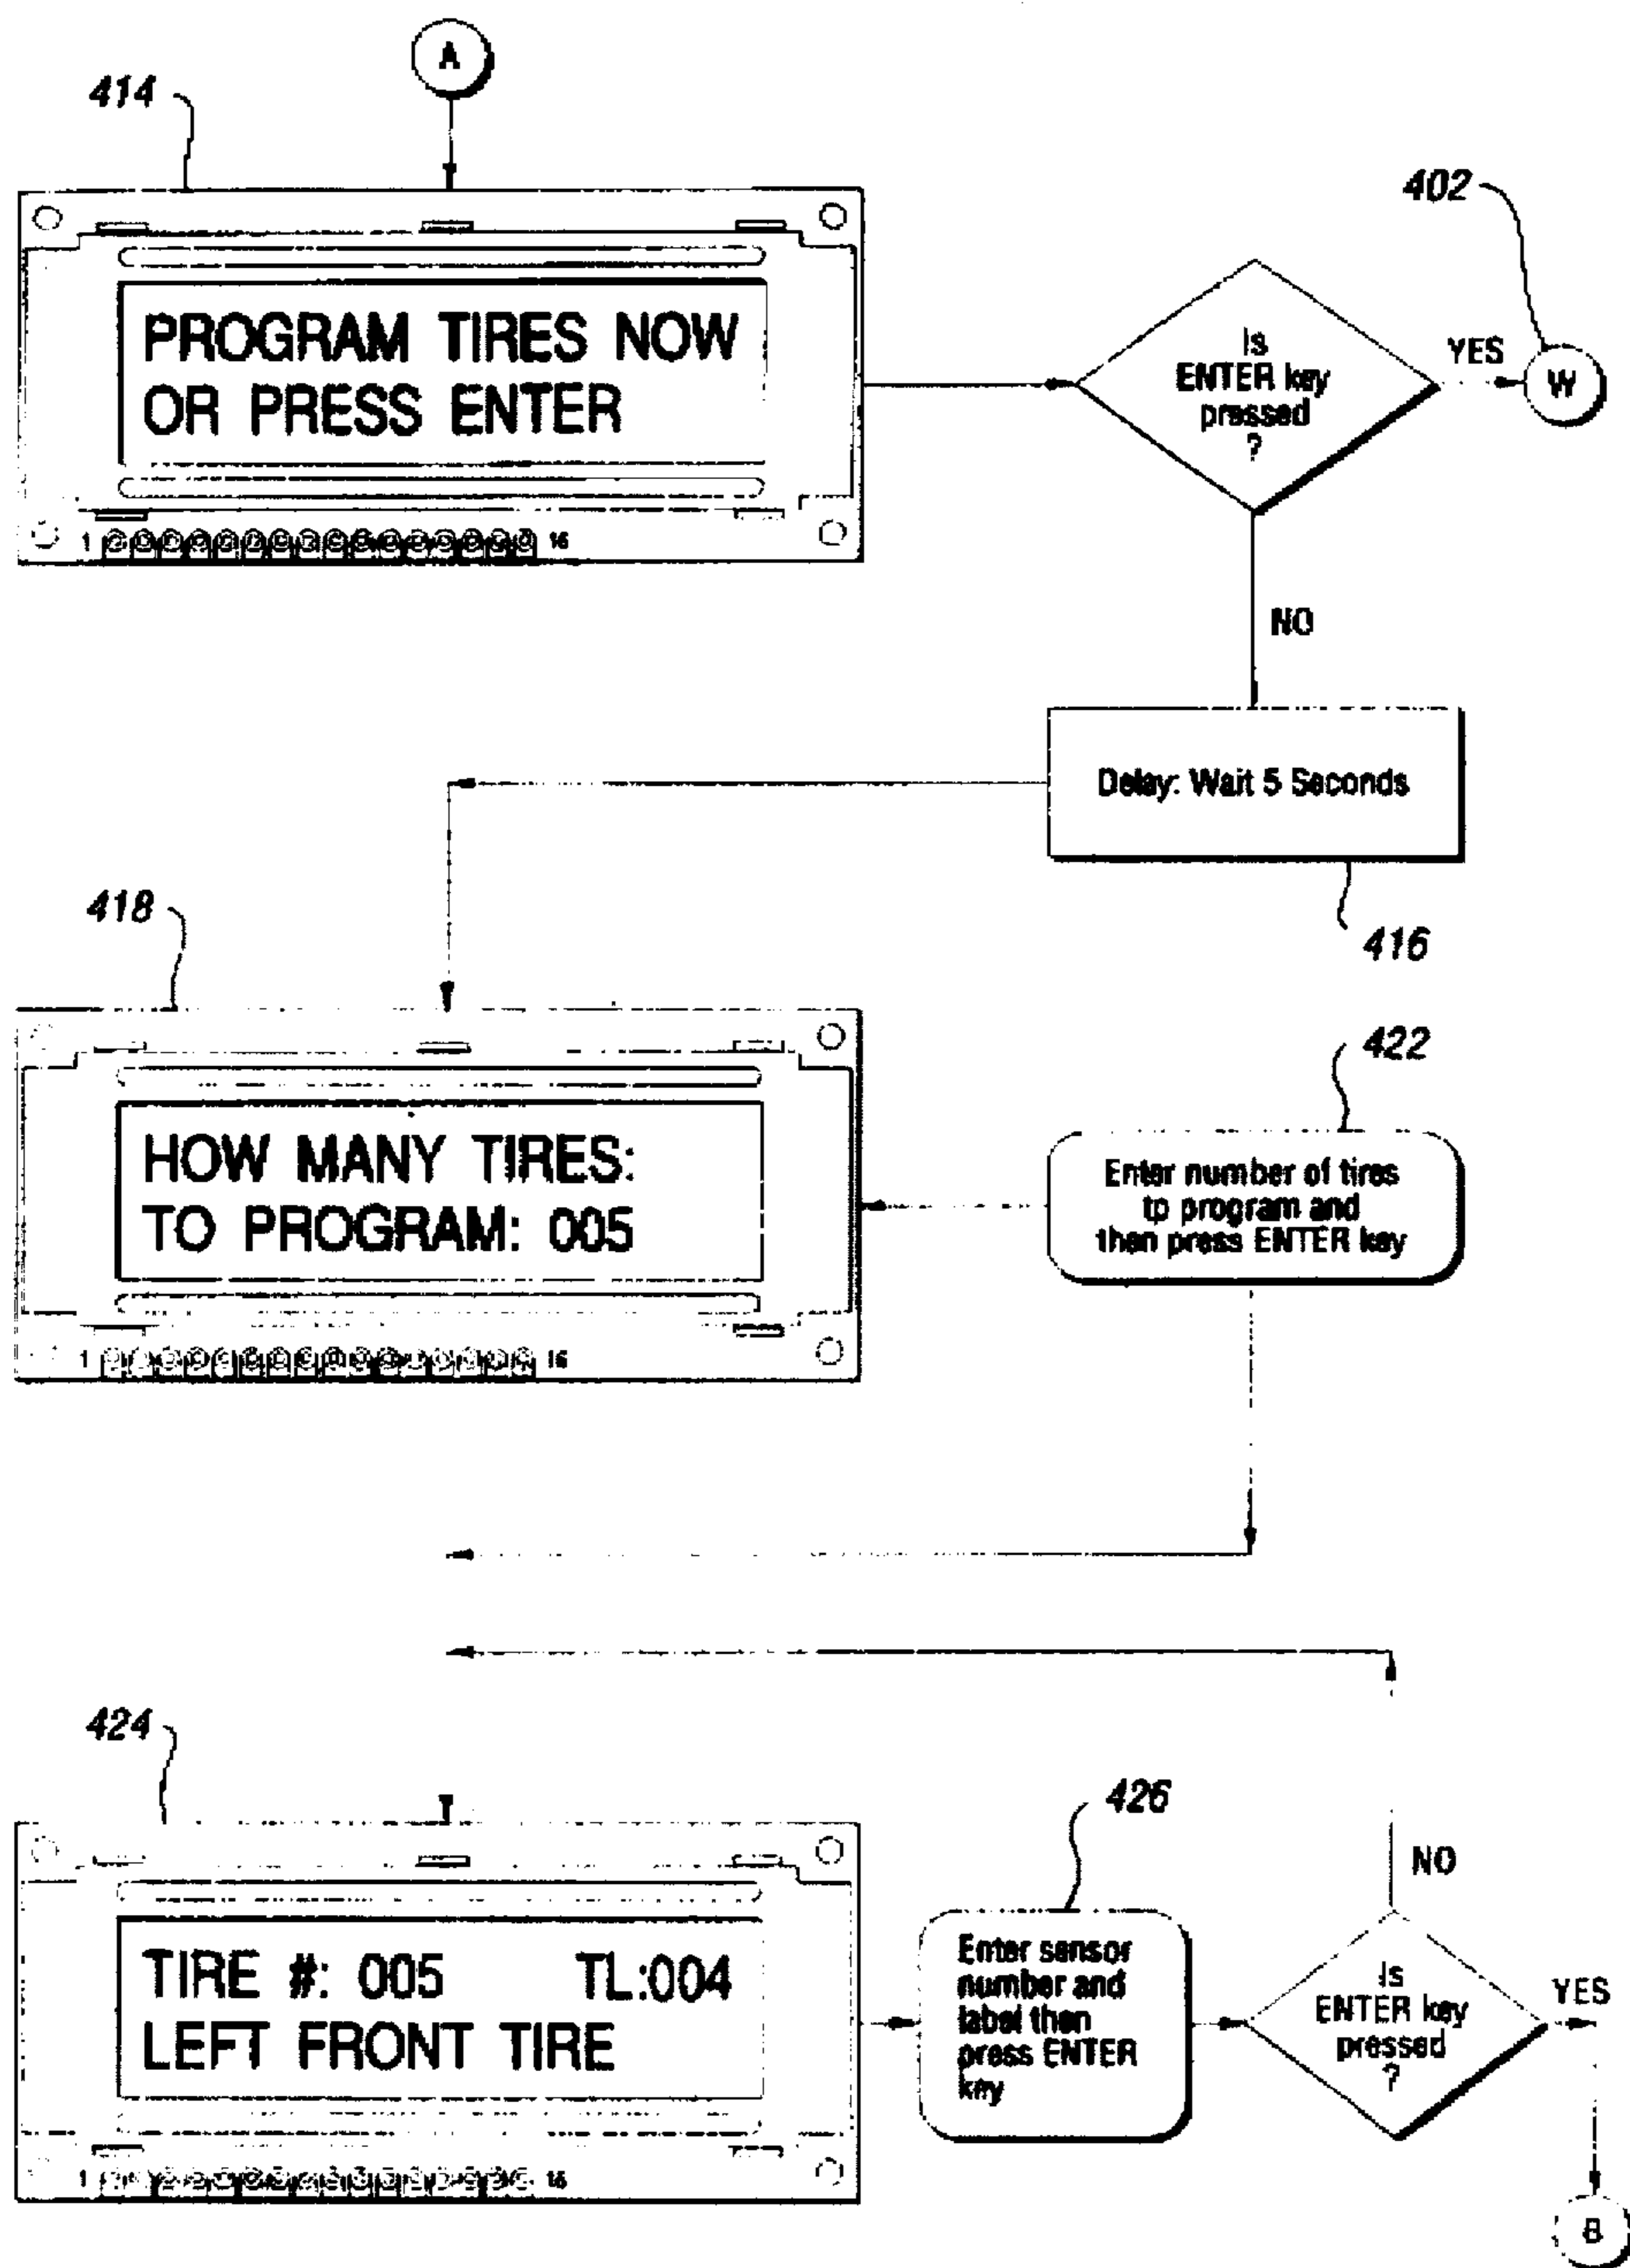 A
414
402
PROGRAM TIRES NOW
OR PRESS ENTER
1 16
Is
ENTER key
pressed
?
YES
W
NO
Delay: Wait 5 Seconds
416
418
HOW MANY TIRES:
TO PROGRAM: 005
1 16
422
Enter number of tires
to program and
then press ENTER key
424
TIRE #: 005 TL:004
LEFT FRONT TIRE
1 16
426
Enter sensor
number and
label then
press ENTER
key
Is
ENTER key
pressed
?
NO
YES
B